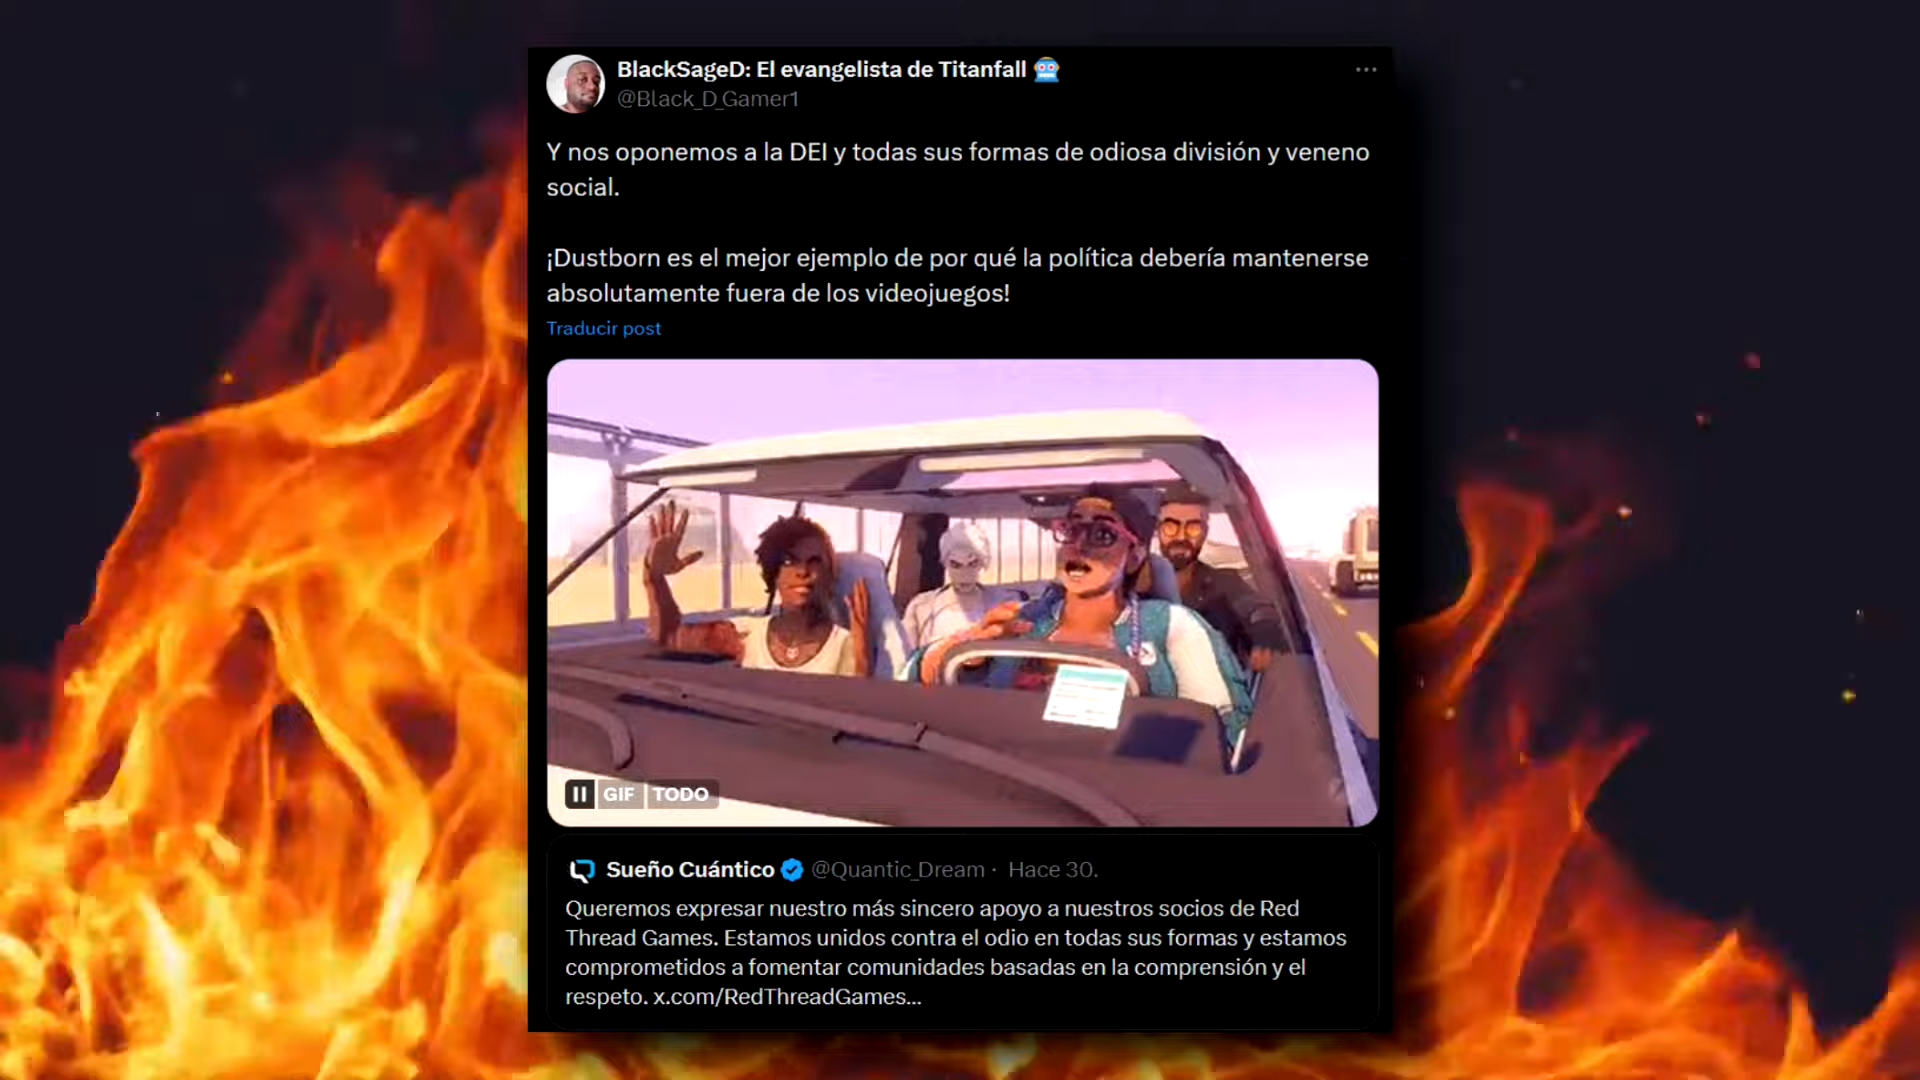 BlackSageD: El evangelista de Titanfall
@Black_D_Gamer1
Y nos oponemos a la DEI y todas sus formas de odiosa división y veneno
social.
¡Dustborn es el mejor ejemplo de por qué la política debería mantenerse
absolutamente fuera de los videojuegos!
Traducir post
GIF TODO
Sueño Cuántico @Quantic_Dream · Hace 30.
Queremos expresar nuestro más sincero apoyo a nuestros socios de Red
Thread Games. Estamos unidos contra el odio en todas sus formas y estamos
comprometidos a fomentar comunidades basadas en la comprensión y el
respeto. x.com/RedThreadGames...